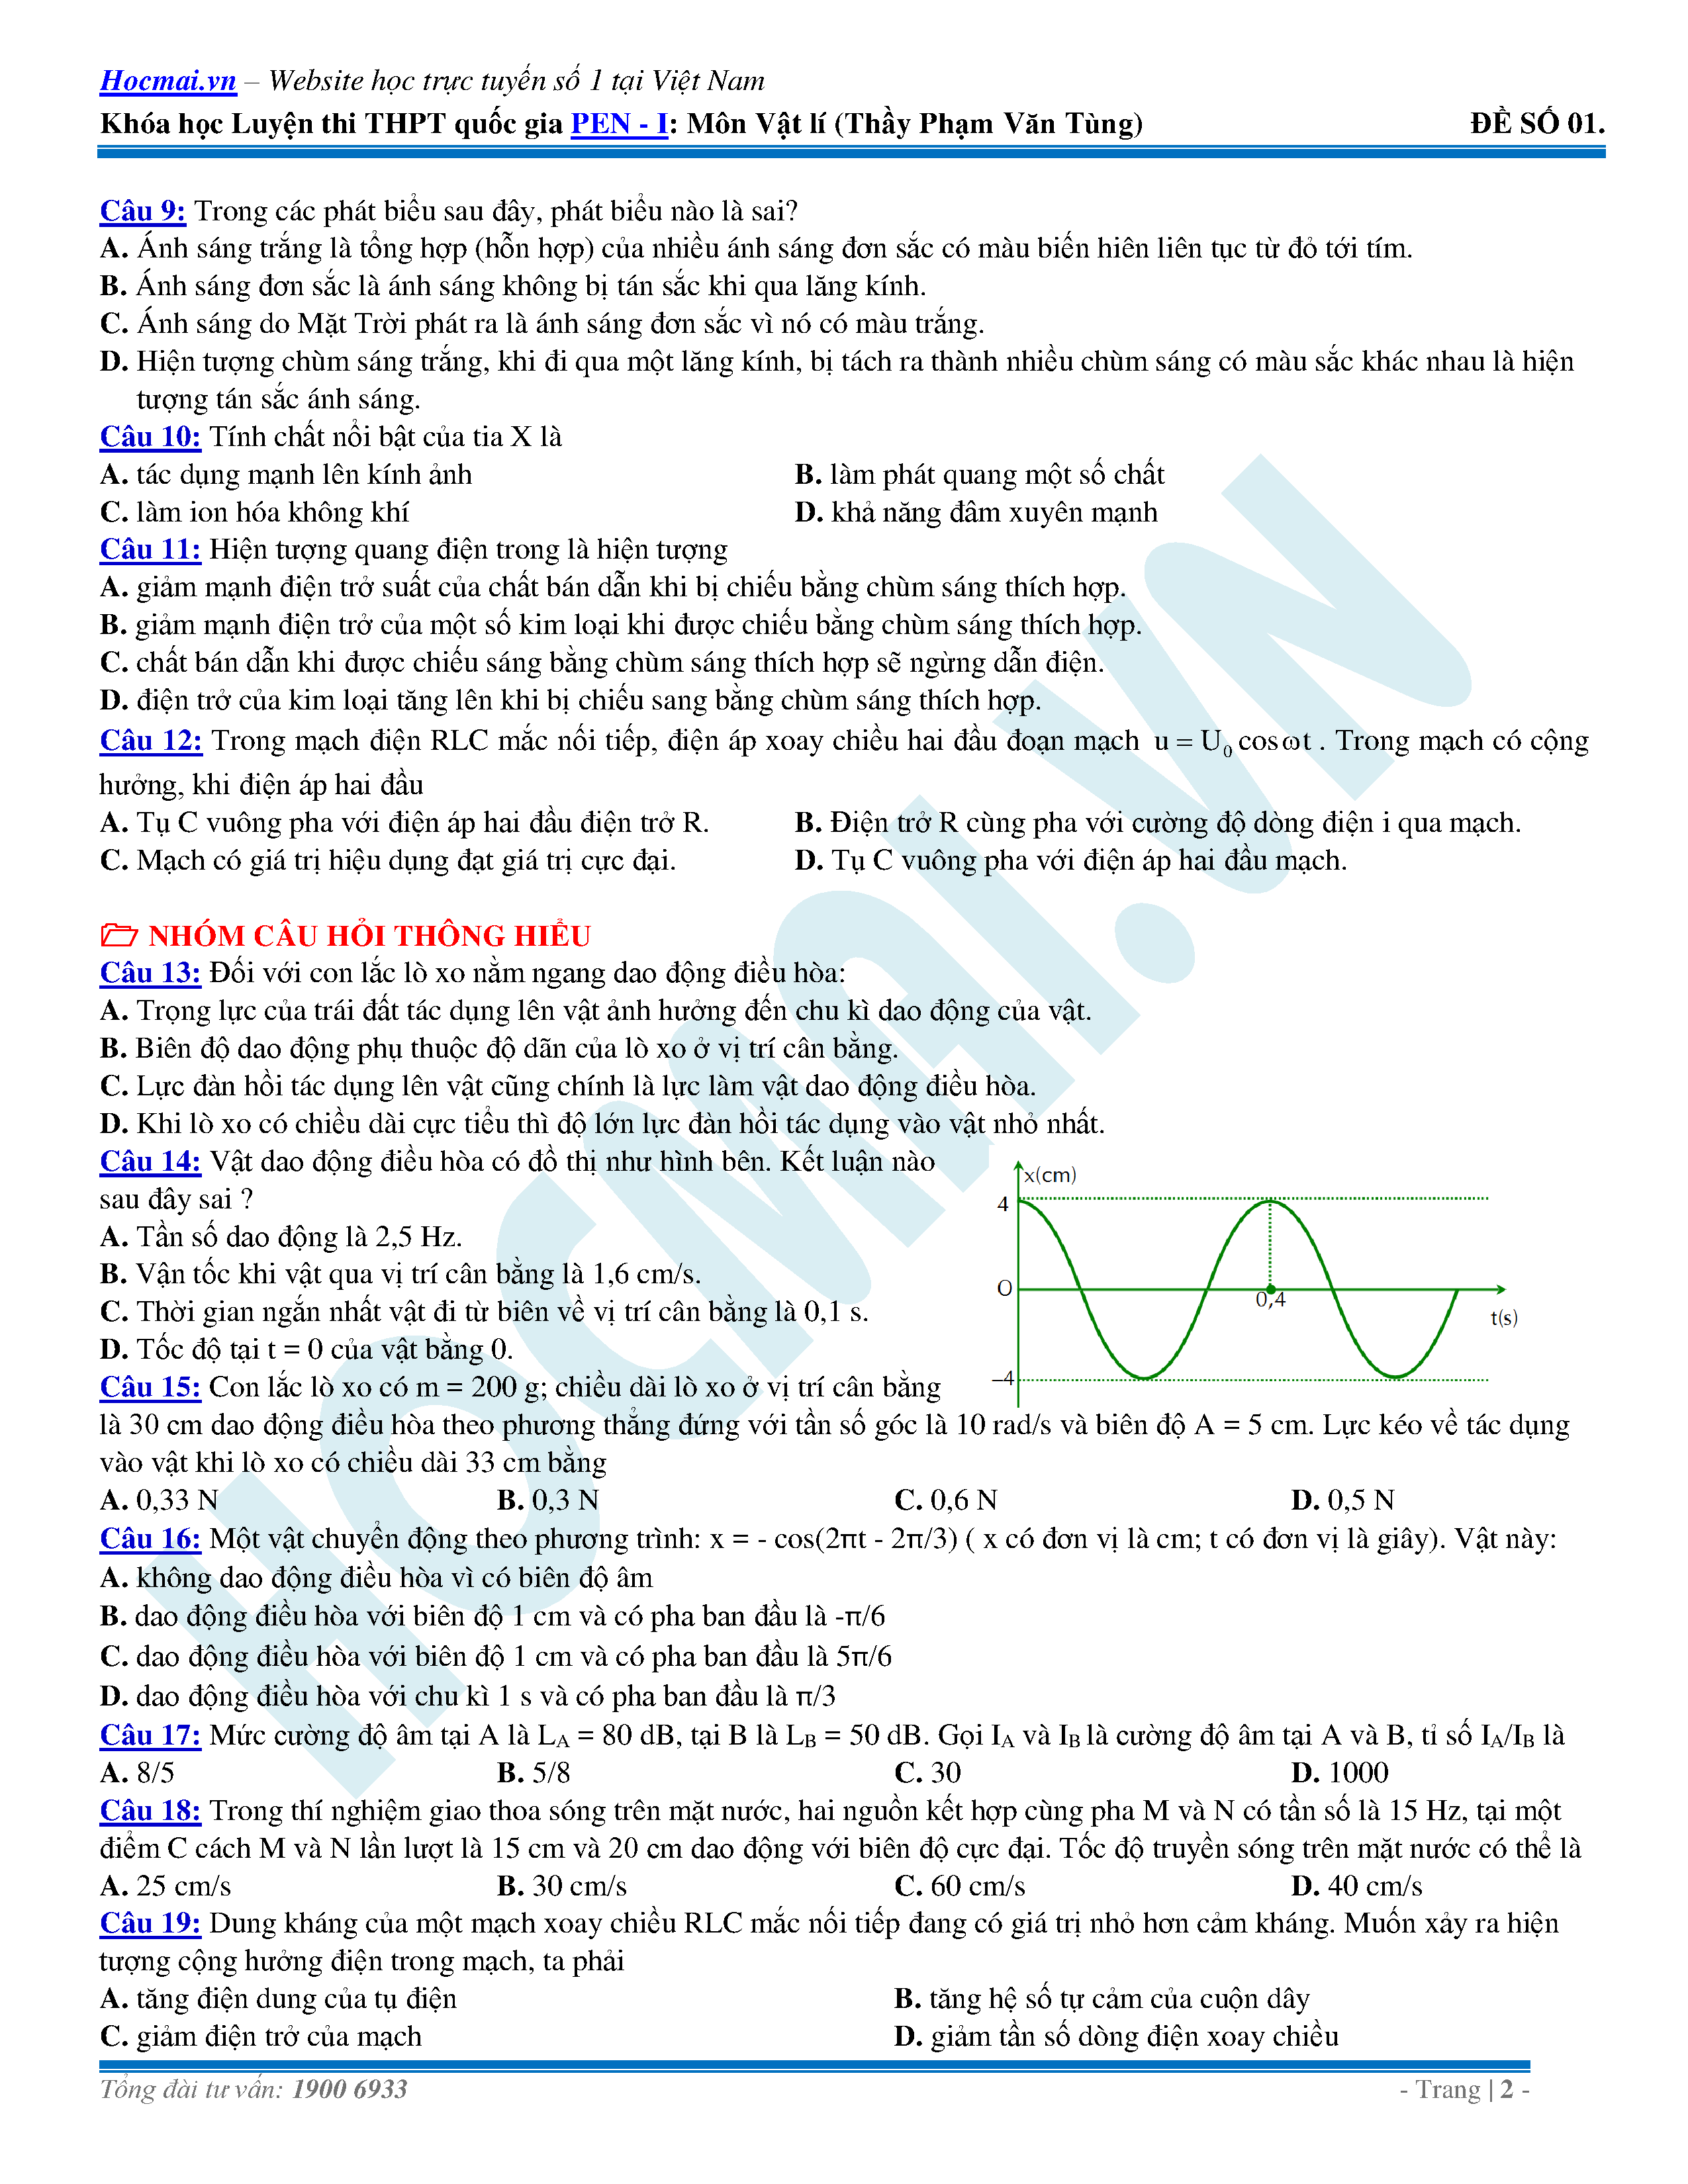 Hocmai.vn – Website học trực tuyến số 1 tại Việt Nam
Khóa học Luyện thi THPT quốc gia PEN - I: Môn Vật lí (Thầy Phạm Văn Tùng) ĐỀ SỐ 01.
Câu 9: Trong các phát biểu sau đây, phát biểu nào là sai?
A. Ánh sáng trắng là tổng hợp (hỗn hợp) của nhiều ánh sáng đơn sắc có màu biến hiên liên tục từ đỏ tới tím.
B. Ánh sáng đơn sắc là ánh sáng không bị tán sắc khi qua lăng kính.
C. Ánh sáng do Mặt Trời phát ra là ánh sáng đơn sắc vì nó có màu trắng.
D. Hiện tượng chùm sáng trắng, khi đi qua một lăng kính, bị tách ra thành nhiều chùm sáng có màu sắc khác nhau là hiện
tượng tán sắc ánh sáng.
Câu 10: Tính chất nổi bật của tia X là
A. tác dụng mạnh lên kính ảnh B. làm phát quang một số chất
C. làm ion hóa không khí D. khả năng đâm xuyên mạnh
Câu 11: Hiện tượng quang điện trong là hiện tượng
A. giảm mạnh điện trở suất của chất bán dẫn khi bị chiếu bằng chùm sáng thích hợp.
B. giảm mạnh điện trở của một số kim loại khi được chiếu bằng chùm sáng thích hợp.
C. chất bán dẫn khi được chiếu sáng bằng chùm sáng thích hợp sẽ ngừng dẫn điện.
D. điện trở của kim loại tăng lên khi bị chiếu sang bằng chùm sáng thích hợp.
Câu 12: Trong mạch điện RLC mắc nối tiếp, điện áp xoay chiều hai đầu đoạn mạch u = U₀ cosωt . Trong mạch có cộng
hưởng, khi điện áp hai đầu
A. Tụ C vuông pha với điện áp hai đầu điện trở R. B. Điện trở R cùng pha với cường độ dòng điện i qua mạch.
C. Mạch có giá trị hiệu dụng đạt giá trị cực đại. D. Tụ C vuông pha với điện áp hai đầu mạch.
NHÓM CÂU HỎI THÔNG HIỂU
Câu 13: Đối với con lắc lò xo nằm ngang dao động điều hòa:
A. Trọng lực của trái đất tác dụng lên vật ảnh hưởng đến chu kì dao động của vật.
B. Biên độ dao động phụ thuộc độ dãn của lò xo ở vị trí cân bằng.
C. Lực đàn hồi tác dụng lên vật cũng chính là lực làm vật dao động điều hòa.
D. Khi lò xo có chiều dài cực tiểu thì độ lớn lực đàn hồi tác dụng vào vật nhỏ nhất.
Câu 14: Vật dao động điều hòa có đồ thị như hình bên. Kết luận nào
sau đây sai ?
A. Tần số dao động là 2,5 Hz.
B. Vận tốc khi vật qua vị trí cân bằng là 1,6 cm/s.
C. Thời gian ngắn nhất vật đi từ biên về vị trí cân bằng là 0,1 s.
D. Tốc độ tại t = 0 của vật bằng 0.
x(cm)
4
O
0,4
t(s)
–4
Câu 15: Con lắc lò xo có m = 200 g; chiều dài lò xo ở vị trí cân bằng
là 30 cm dao động điều hòa theo phương thẳng đứng với tần số góc là 10 rad/s và biên độ A = 5 cm. Lực kéo về tác dụng
vào vật khi lò xo có chiều dài 33 cm bằng
A. 0,33 N B. 0,3 N C. 0,6 N D. 0,5 N
Câu 16: Một vật chuyển động theo phương trình: x = - cos(2πt - 2π/3) ( x có đơn vị là cm; t có đơn vị là giây). Vật này:
A. không dao động điều hòa vì có biên độ âm
B. dao động điều hòa với biên độ 1 cm và có pha ban đầu là -π/6
C. dao động điều hòa với biên độ 1 cm và có pha ban đầu là 5π/6
D. dao động điều hòa với chu kì 1 s và có pha ban đầu là π/3
Câu 17: Mức cường độ âm tại A là L_A = 80 dB, tại B là L_B = 50 dB. Gọi I_A và I_B là cường độ âm tại A và B, tỉ số I_A/I_B là
A. 8/5 B. 5/8 C. 30 D. 1000
Câu 18: Trong thí nghiệm giao thoa sóng trên mặt nước, hai nguồn kết hợp cùng pha M và N có tần số là 15 Hz, tại một
điểm C cách M và N lần lượt là 15 cm và 20 cm dao động với biên độ cực đại. Tốc độ truyền sóng trên mặt nước có thể là
A. 25 cm/s B. 30 cm/s C. 60 cm/s D. 40 cm/s
Câu 19: Dung kháng của một mạch xoay chiều RLC mắc nối tiếp đang có giá trị nhỏ hơn cảm kháng. Muốn xảy ra hiện
tượng cộng hưởng điện trong mạch, ta phải
A. tăng điện dung của tụ điện B. tăng hệ số tự cảm của cuộn dây
C. giảm điện trở của mạch D. giảm tần số dòng điện xoay chiều
Tổng đài tư vấn: 1900 6933 - Trang | 2 -
HOCMAI.VN